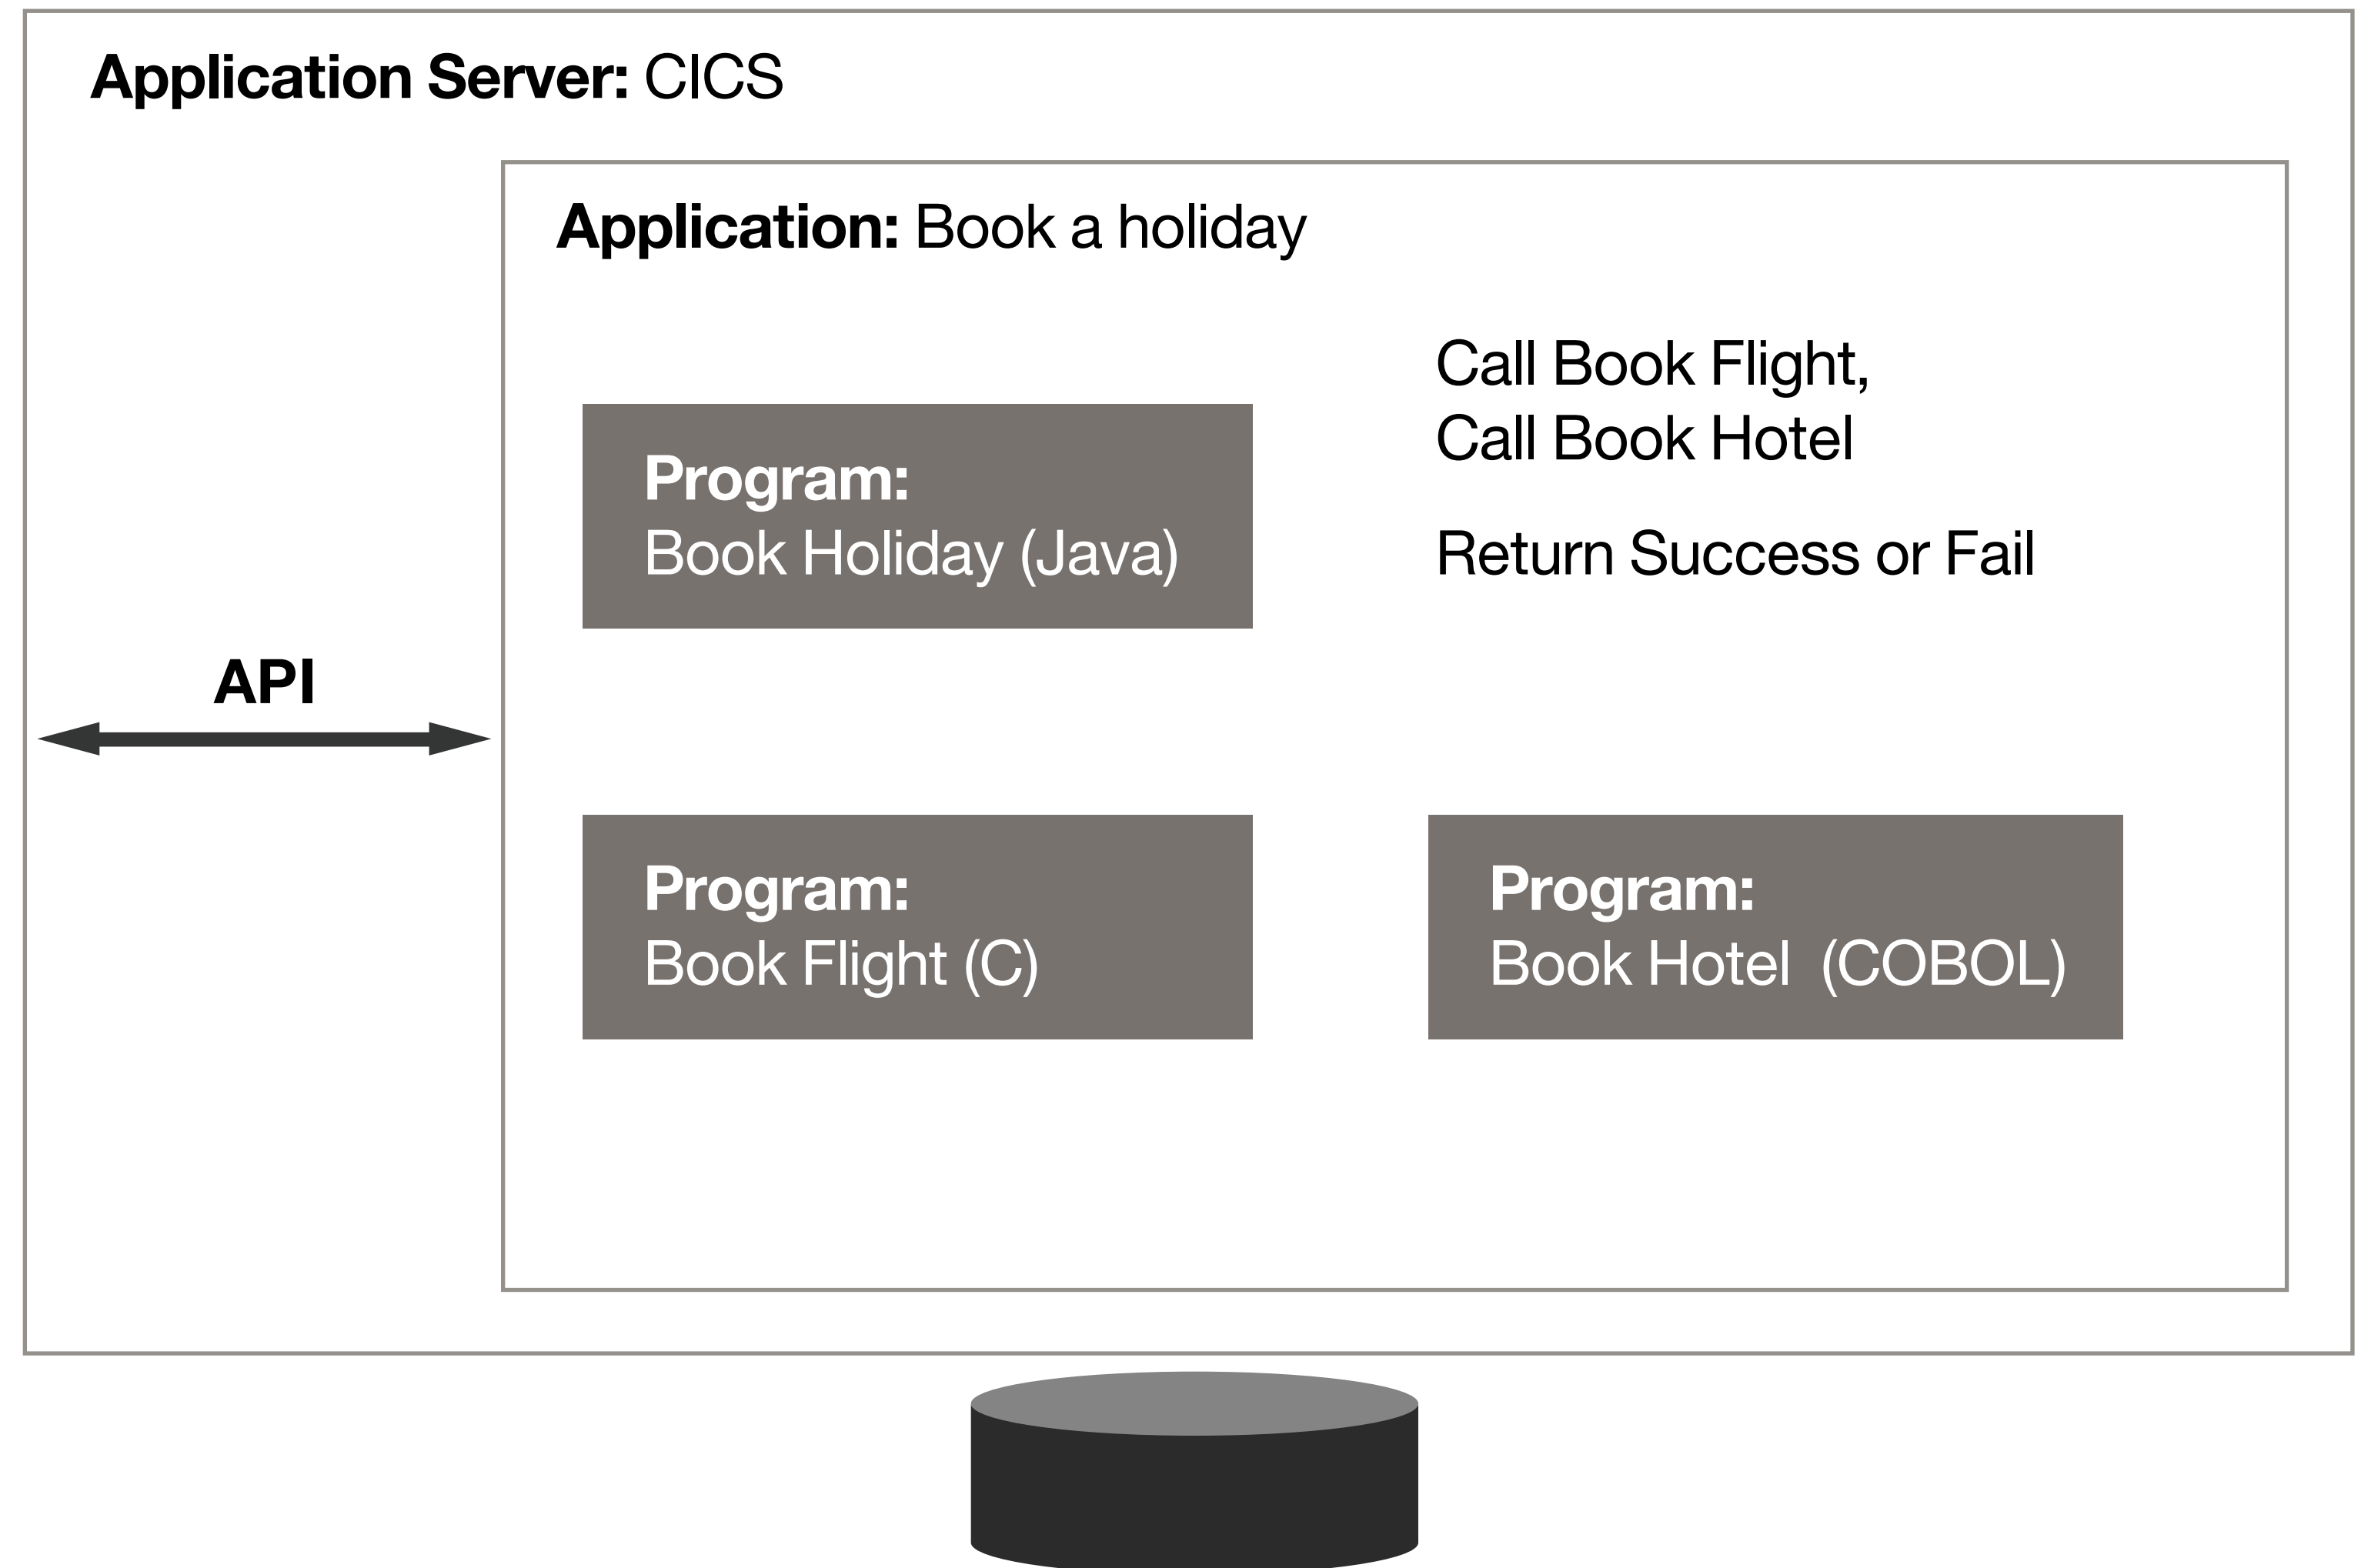 Application Server: CICS
Application: Book a holiday
Call Book Flight,
Call Book Hotel
Program:
Book Holiday (Java)
Return Success or Fail
API
Program:
Book Flight (C)
Program:
Book Hotel  (COBOL)